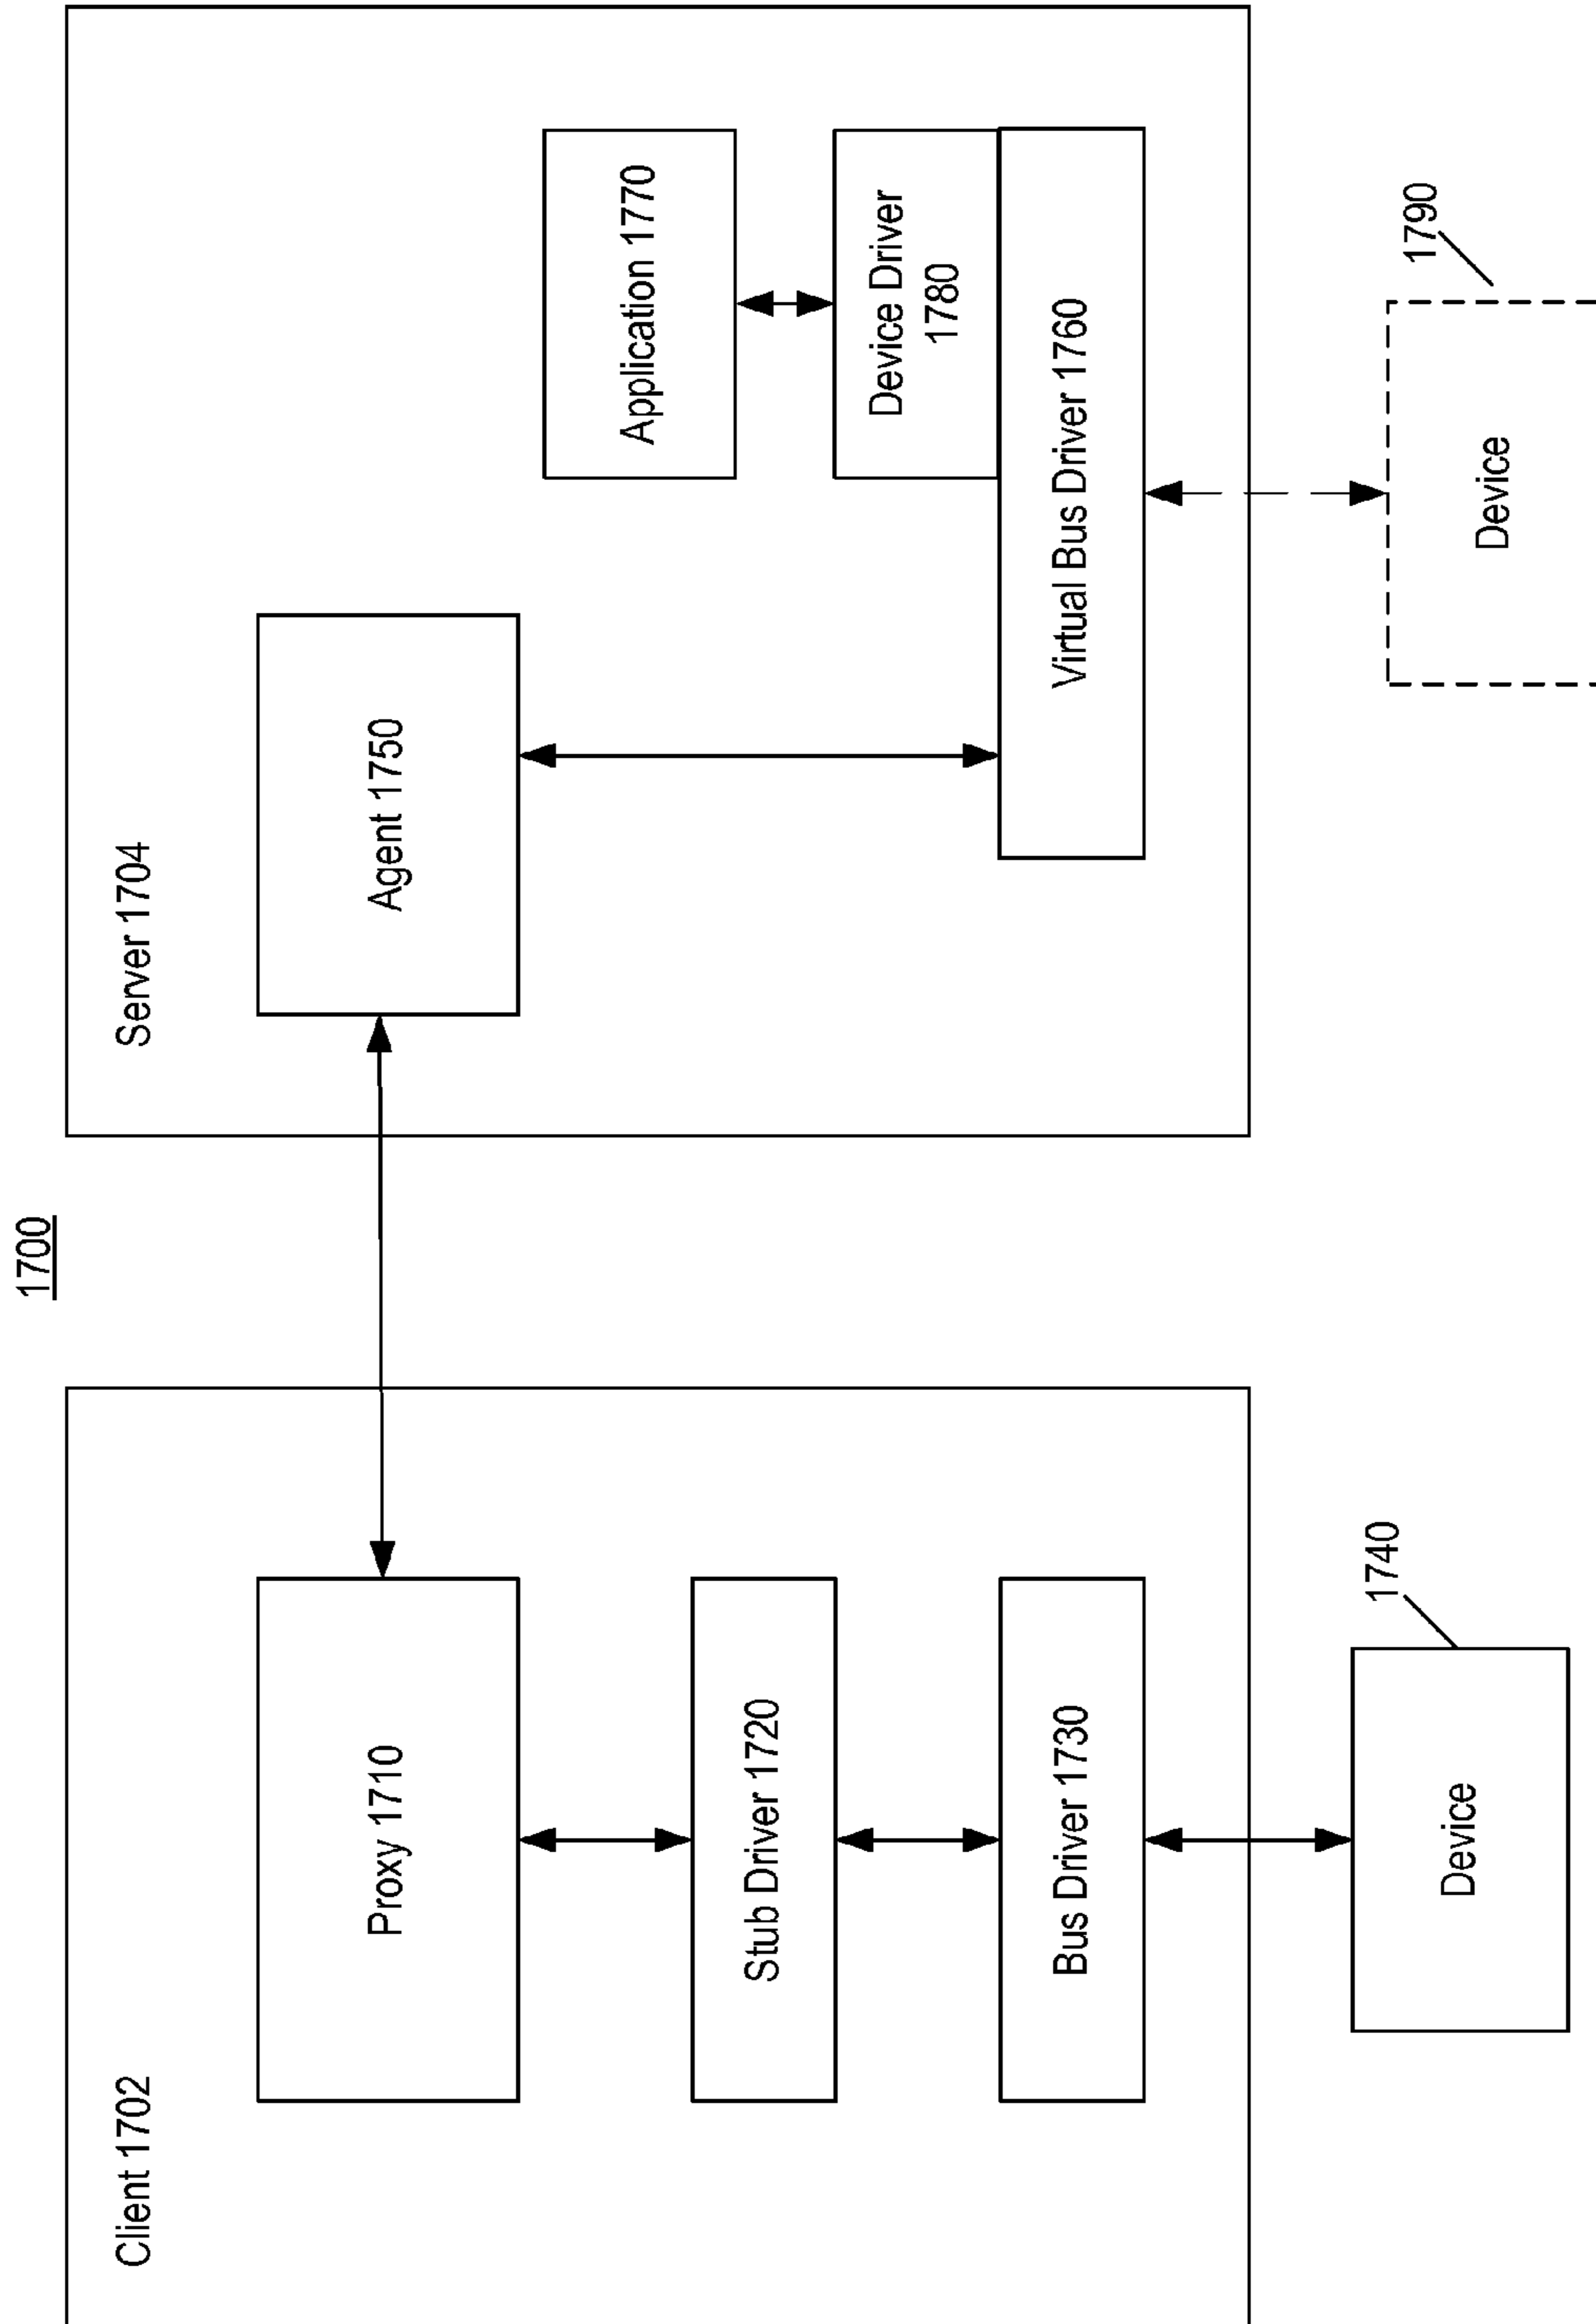 1700
Client 1702
Proxy 1710
Stub Driver 1720
Bus Driver 1730
Device
1740
Server 1704
Agent 1750
Application 1770
Device Driver
1780
Virtual Bus Driver 1760
Device
1790